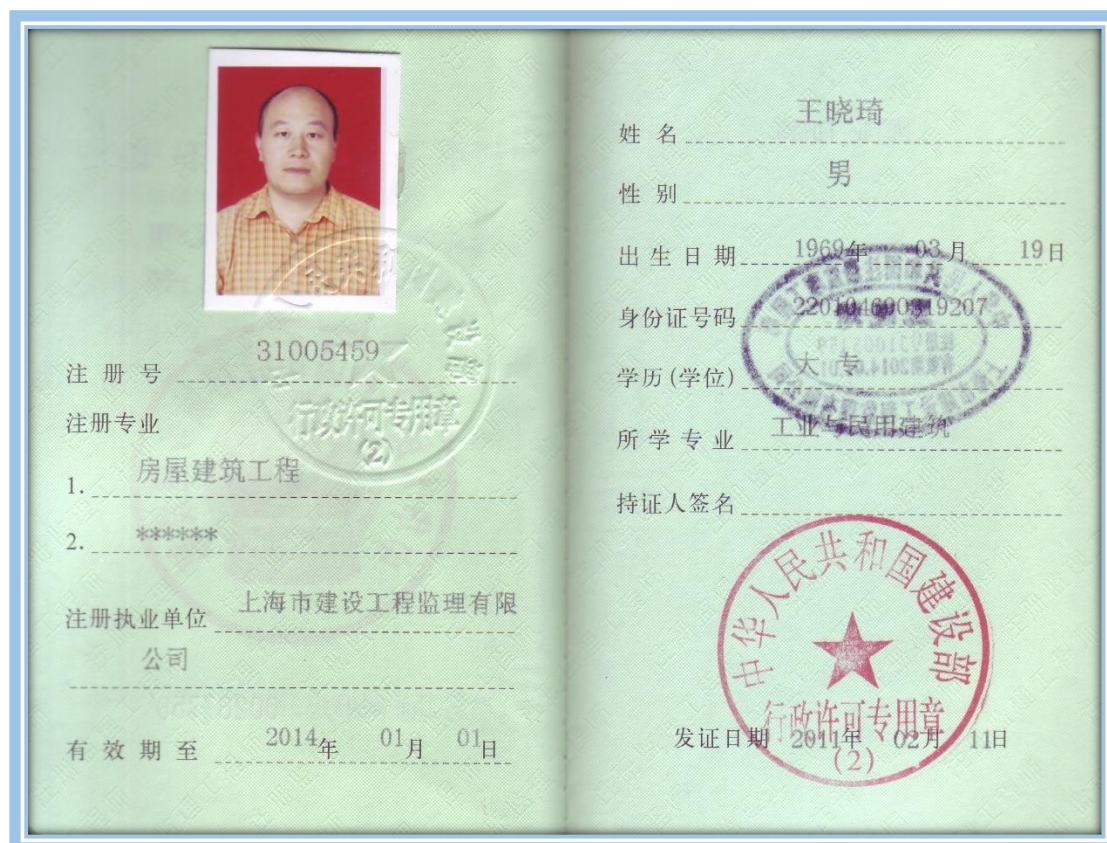 注 册 号 31005459
注册专业
1. 房屋建筑工程
2. ******
注册执业单位 上海市建设工程监理有限
公司
有 效 期 至 2014年 01月 01日
行政许可专用章
(2)
姓 名 王晓琦
性 别 男
出 生 日 期 1969年 03月 19日
身份证号码 220104690319207
学历(学位) 大 专
所 学 专 业 工业与民用建筑
持证人签名
中华人民共和国建设部
行政许可专用章
(2)
发证日期 2011年 02月 11日